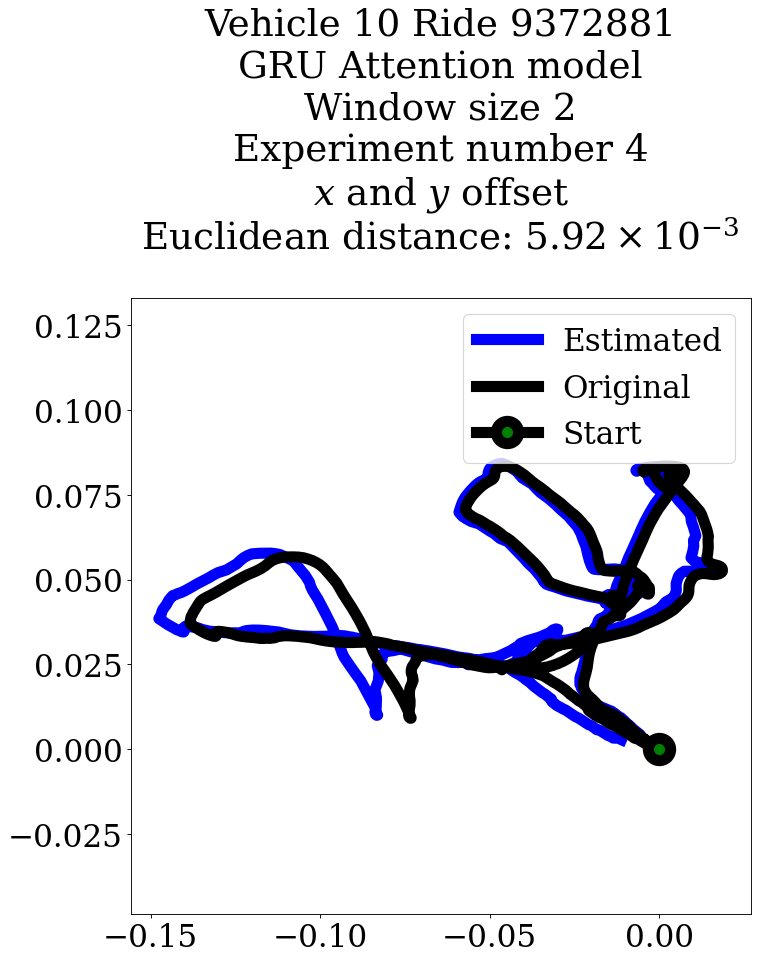 Vehicle 10 Ride 9372881
GRU Attention model
Window size 2
Experiment number 4
x and y offset
Euclidean distance: 5.92 × 10⁻³
Estimated
Original
Start
0.125
0.100
0.075
0.050
0.025
0.000
−0.025
−0.15
−0.10
−0.05
0.00